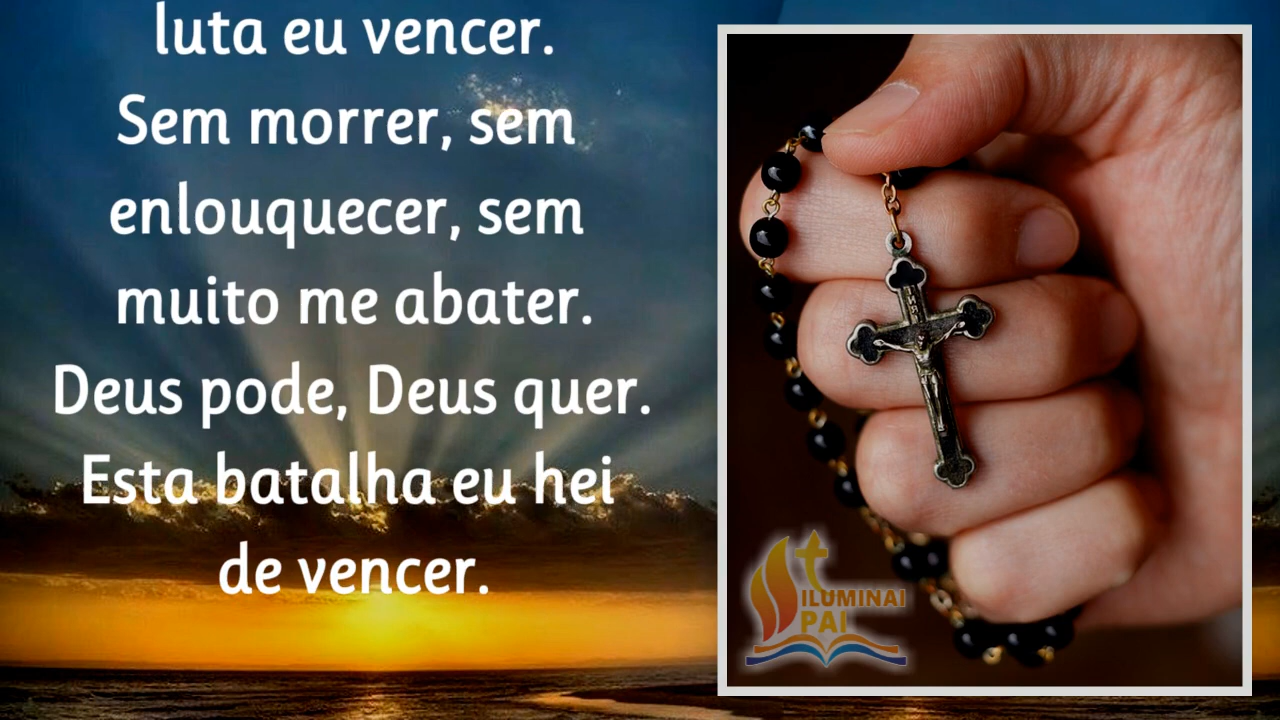 luta eu vencer.
Sem morrer, sem
enlouquecer, sem
muito me abater.
Deus pode, Deus quer.
Esta batalha eu hei
de vencer.
ILUMINAI
PAI